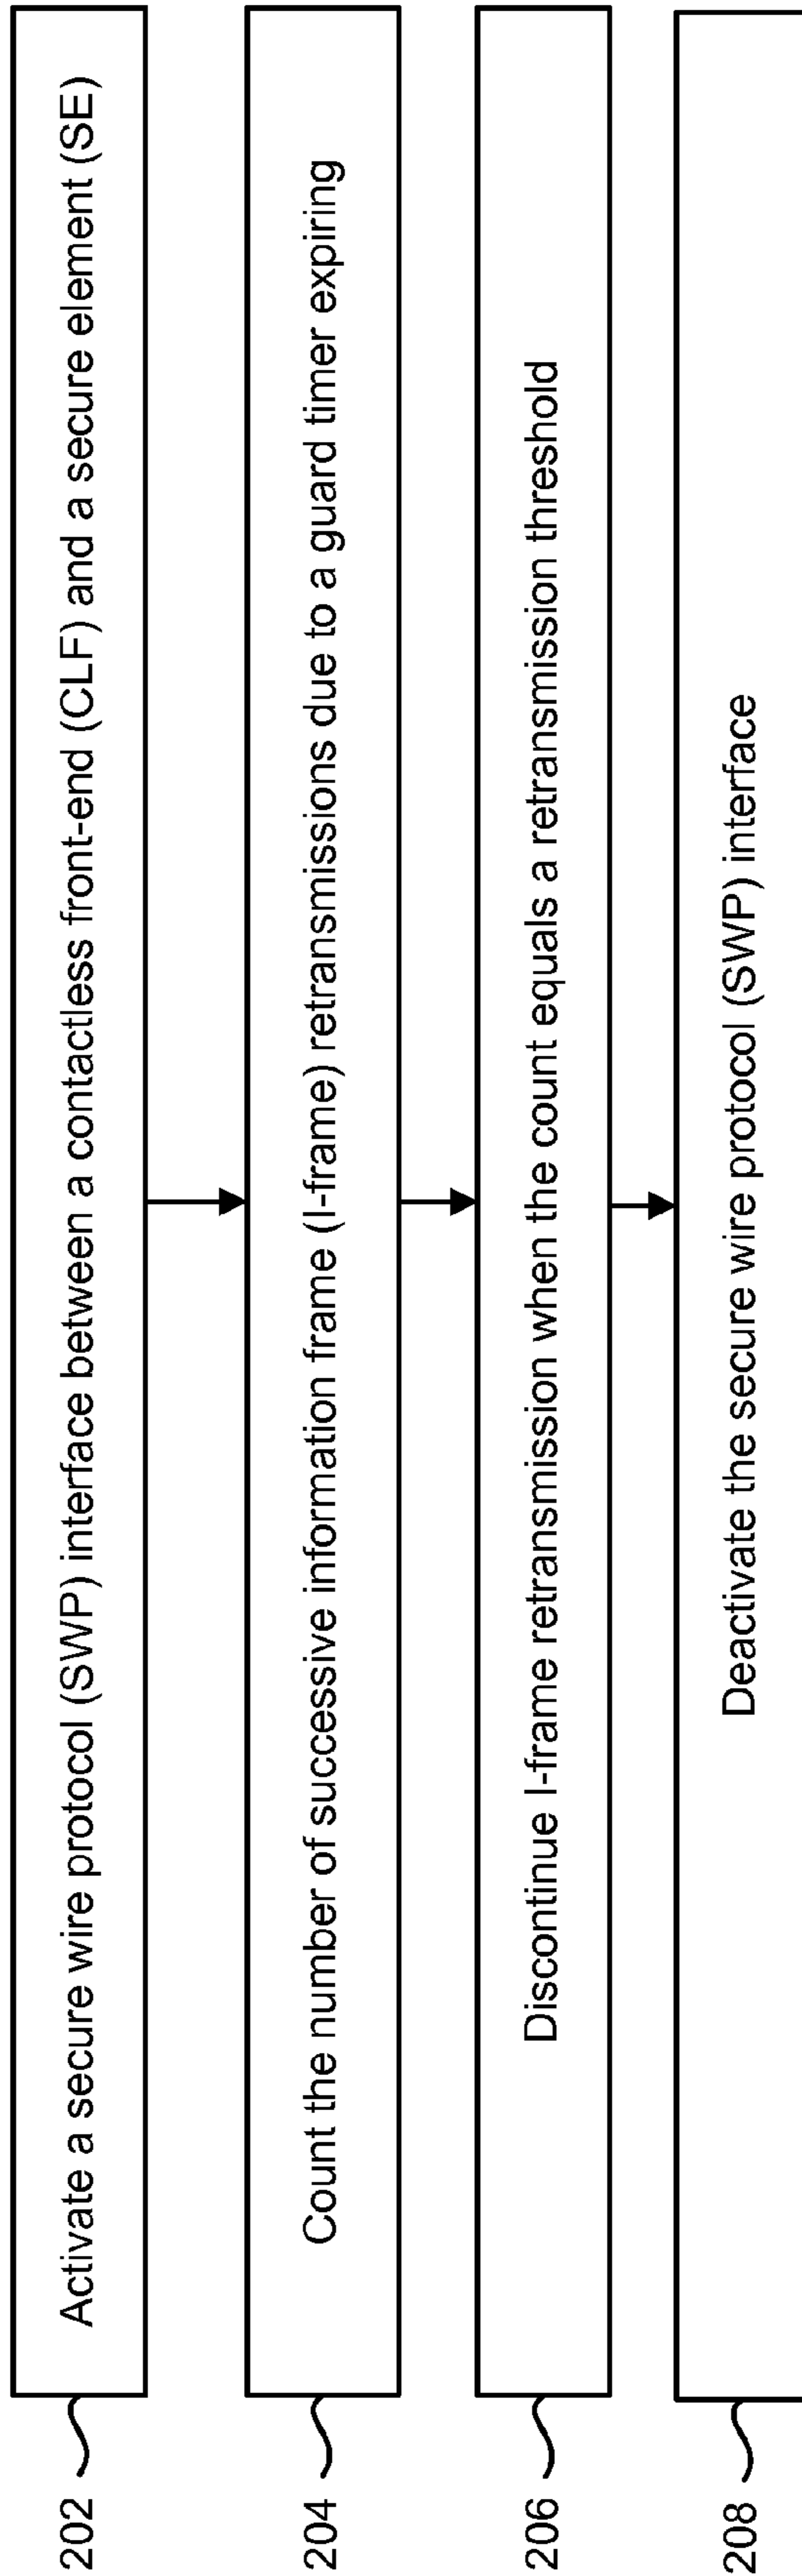 202
Activate a secure wire protocol (SWP) interface between a contactless front-end (CLF) and a secure element (SE)
204
Count the number of successive information frame (I-frame) retransmissions due to a guard timer expiring
206
Discontinue I-frame retransmission when the count equals a retransmission threshold
208
Deactivate the secure wire protocol (SWP) interface